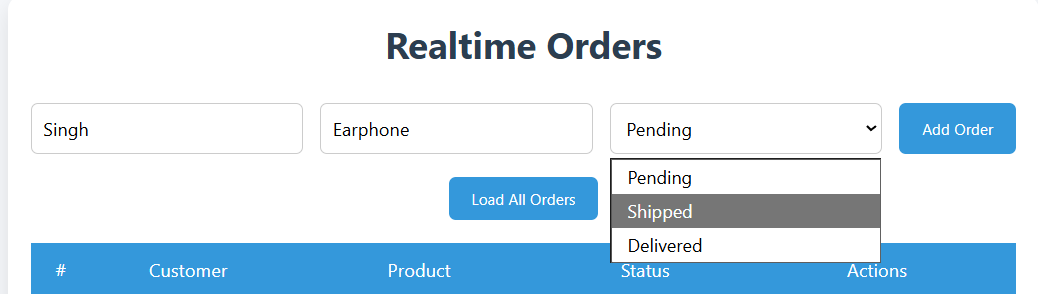 Realtime Orders
Singh
Earphone
Pending
Add Order
Pending
Shipped
Delivered
Load All Orders
# Customer Product Status Actions